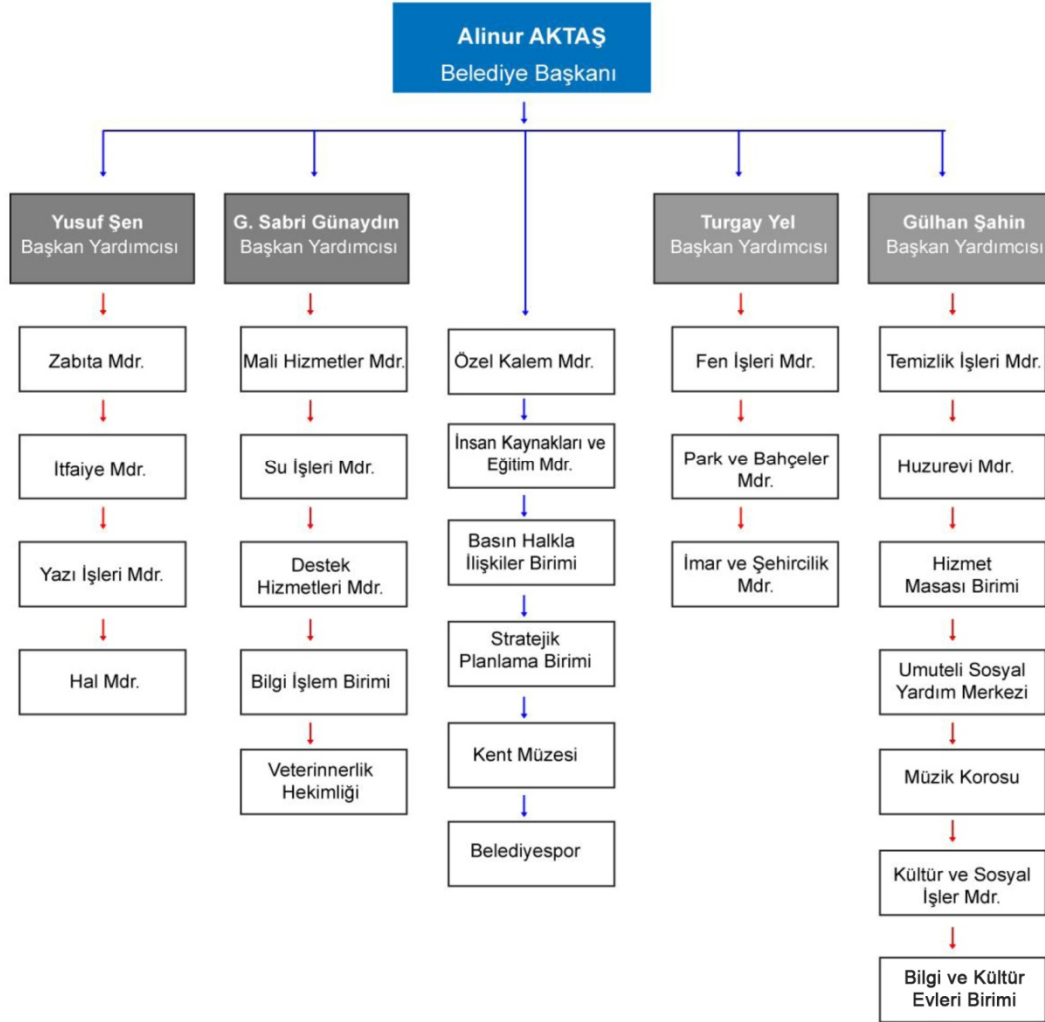 Alinur AKTAŞ
Belediye Başkanı
Yusuf Şen
Başkan Yardımcısı
G. Sabri Günaydın
Başkan Yardımcısı
Turgay Yel
Başkan Yardımcısı
Gülhan Şahin
Başkan Yardımcısı
Zabıta Mdr.
İtfaiye Mdr.
Yazı İşleri Mdr.
Hal Mdr.
Mali Hizmetler Mdr.
Su İşleri Mdr.
Destek
Hizmetleri Mdr.
Bilgi İşlem Birimi
Veterinnerlik
Hekimliği
Özel Kalem Mdr.
İnsan Kaynakları ve
Eğitim Mdr.
Basın Halkla
İlişkiler Birimi
Stratejik
Planlama Birimi
Kent Müzesi
Belediyespor
Fen İşleri Mdr.
Park ve Bahçeler
Mdr.
İmar ve Şehircilik
Mdr.
Temizlik İşleri Mdr.
Huzurevi Mdr.
Hizmet
Masası Birimi
Umuteli Sosyal
Yardım Merkezi
Müzik Korosu
Kültür ve Sosyal
İşler Mdr.
Bilgi ve Kültür
Evleri Birimi